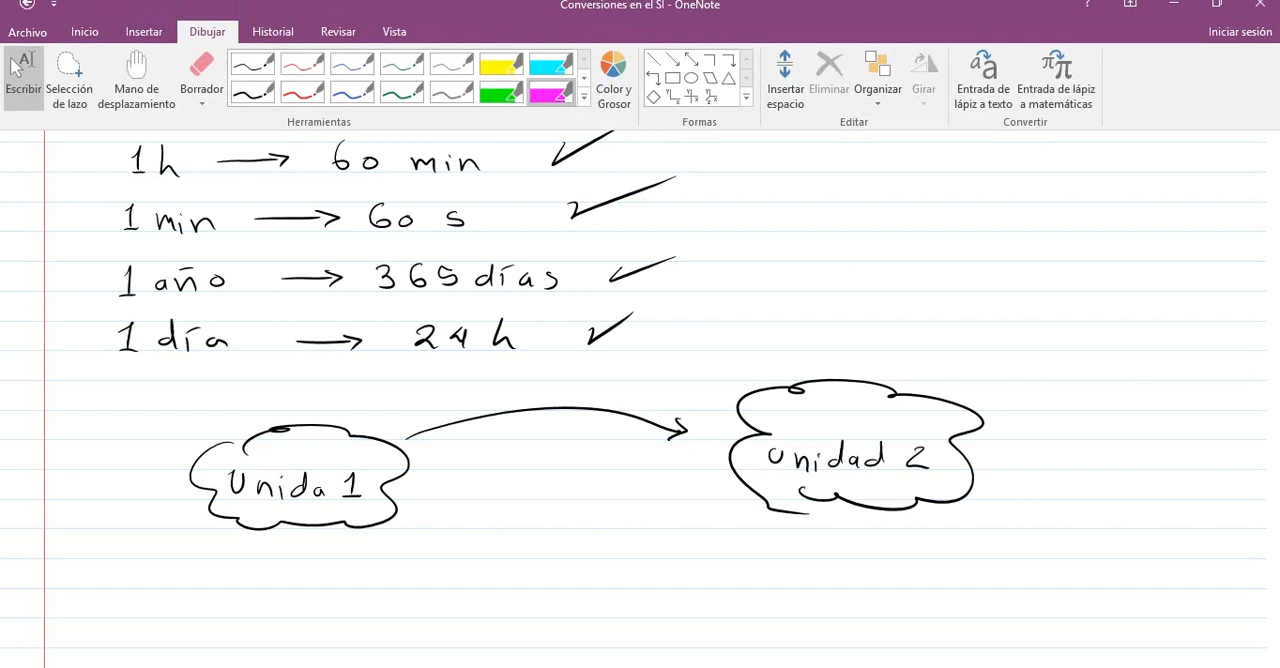 Conversiones en el SI - OneNote
?
Archivo Inicio Insertar Dibujar Historial Revisar Vista Iniciar sesión
Escribir Selección de lazo Mano de desplazamiento Borrador Color y Grosor Insertar espacio Eliminar Organizar Girar Entrada de lápiz a texto Entrada de lápiz a matemáticas
Herramientas Formas Editar Convertir
1 h → 60 min ✓
1 min → 60 s ✓
1 año → 365 días ✓
1 día → 24 h ✓
Unida 1 → Unidad 2